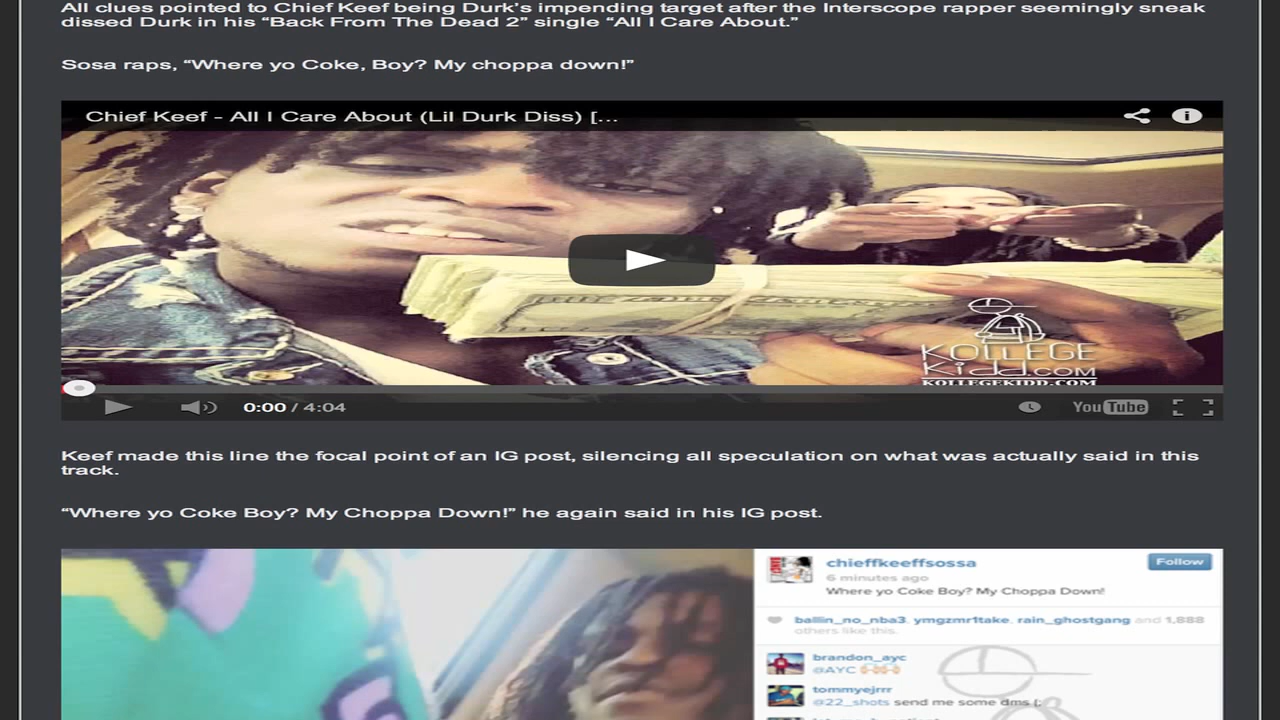 All clues pointed to Chief Keef being Durk's impending target after the Interscope rapper seemingly sneak
dissed Durk in his “Back From The Dead 2” single “All I Care About.”
Sosa raps, “Where yo Coke, Boy? My choppa down!”
Chief Keef - All I Care About (Lil Durk Diss) [...
KOLLEGE
KiDD.COM
KOLLEGEKIDD.COM
0:00 / 4:04
YouTube
Keef made this line the focal point of an IG post, silencing all speculation on what was actually said in this
track.
“Where yo Coke Boy? My Choppa Down!” he again said in his IG post.
chieffkeeffsossa
Follow
6 minutes ago
Where yo Coke Boy? My Choppa Down!
ballin_no_nba3, ymgzmr1take, rain_ghostgang and 1,888
others like this.
brandon_ayc
@AYC
tommyejrrr
@22_shots send me some dms (: